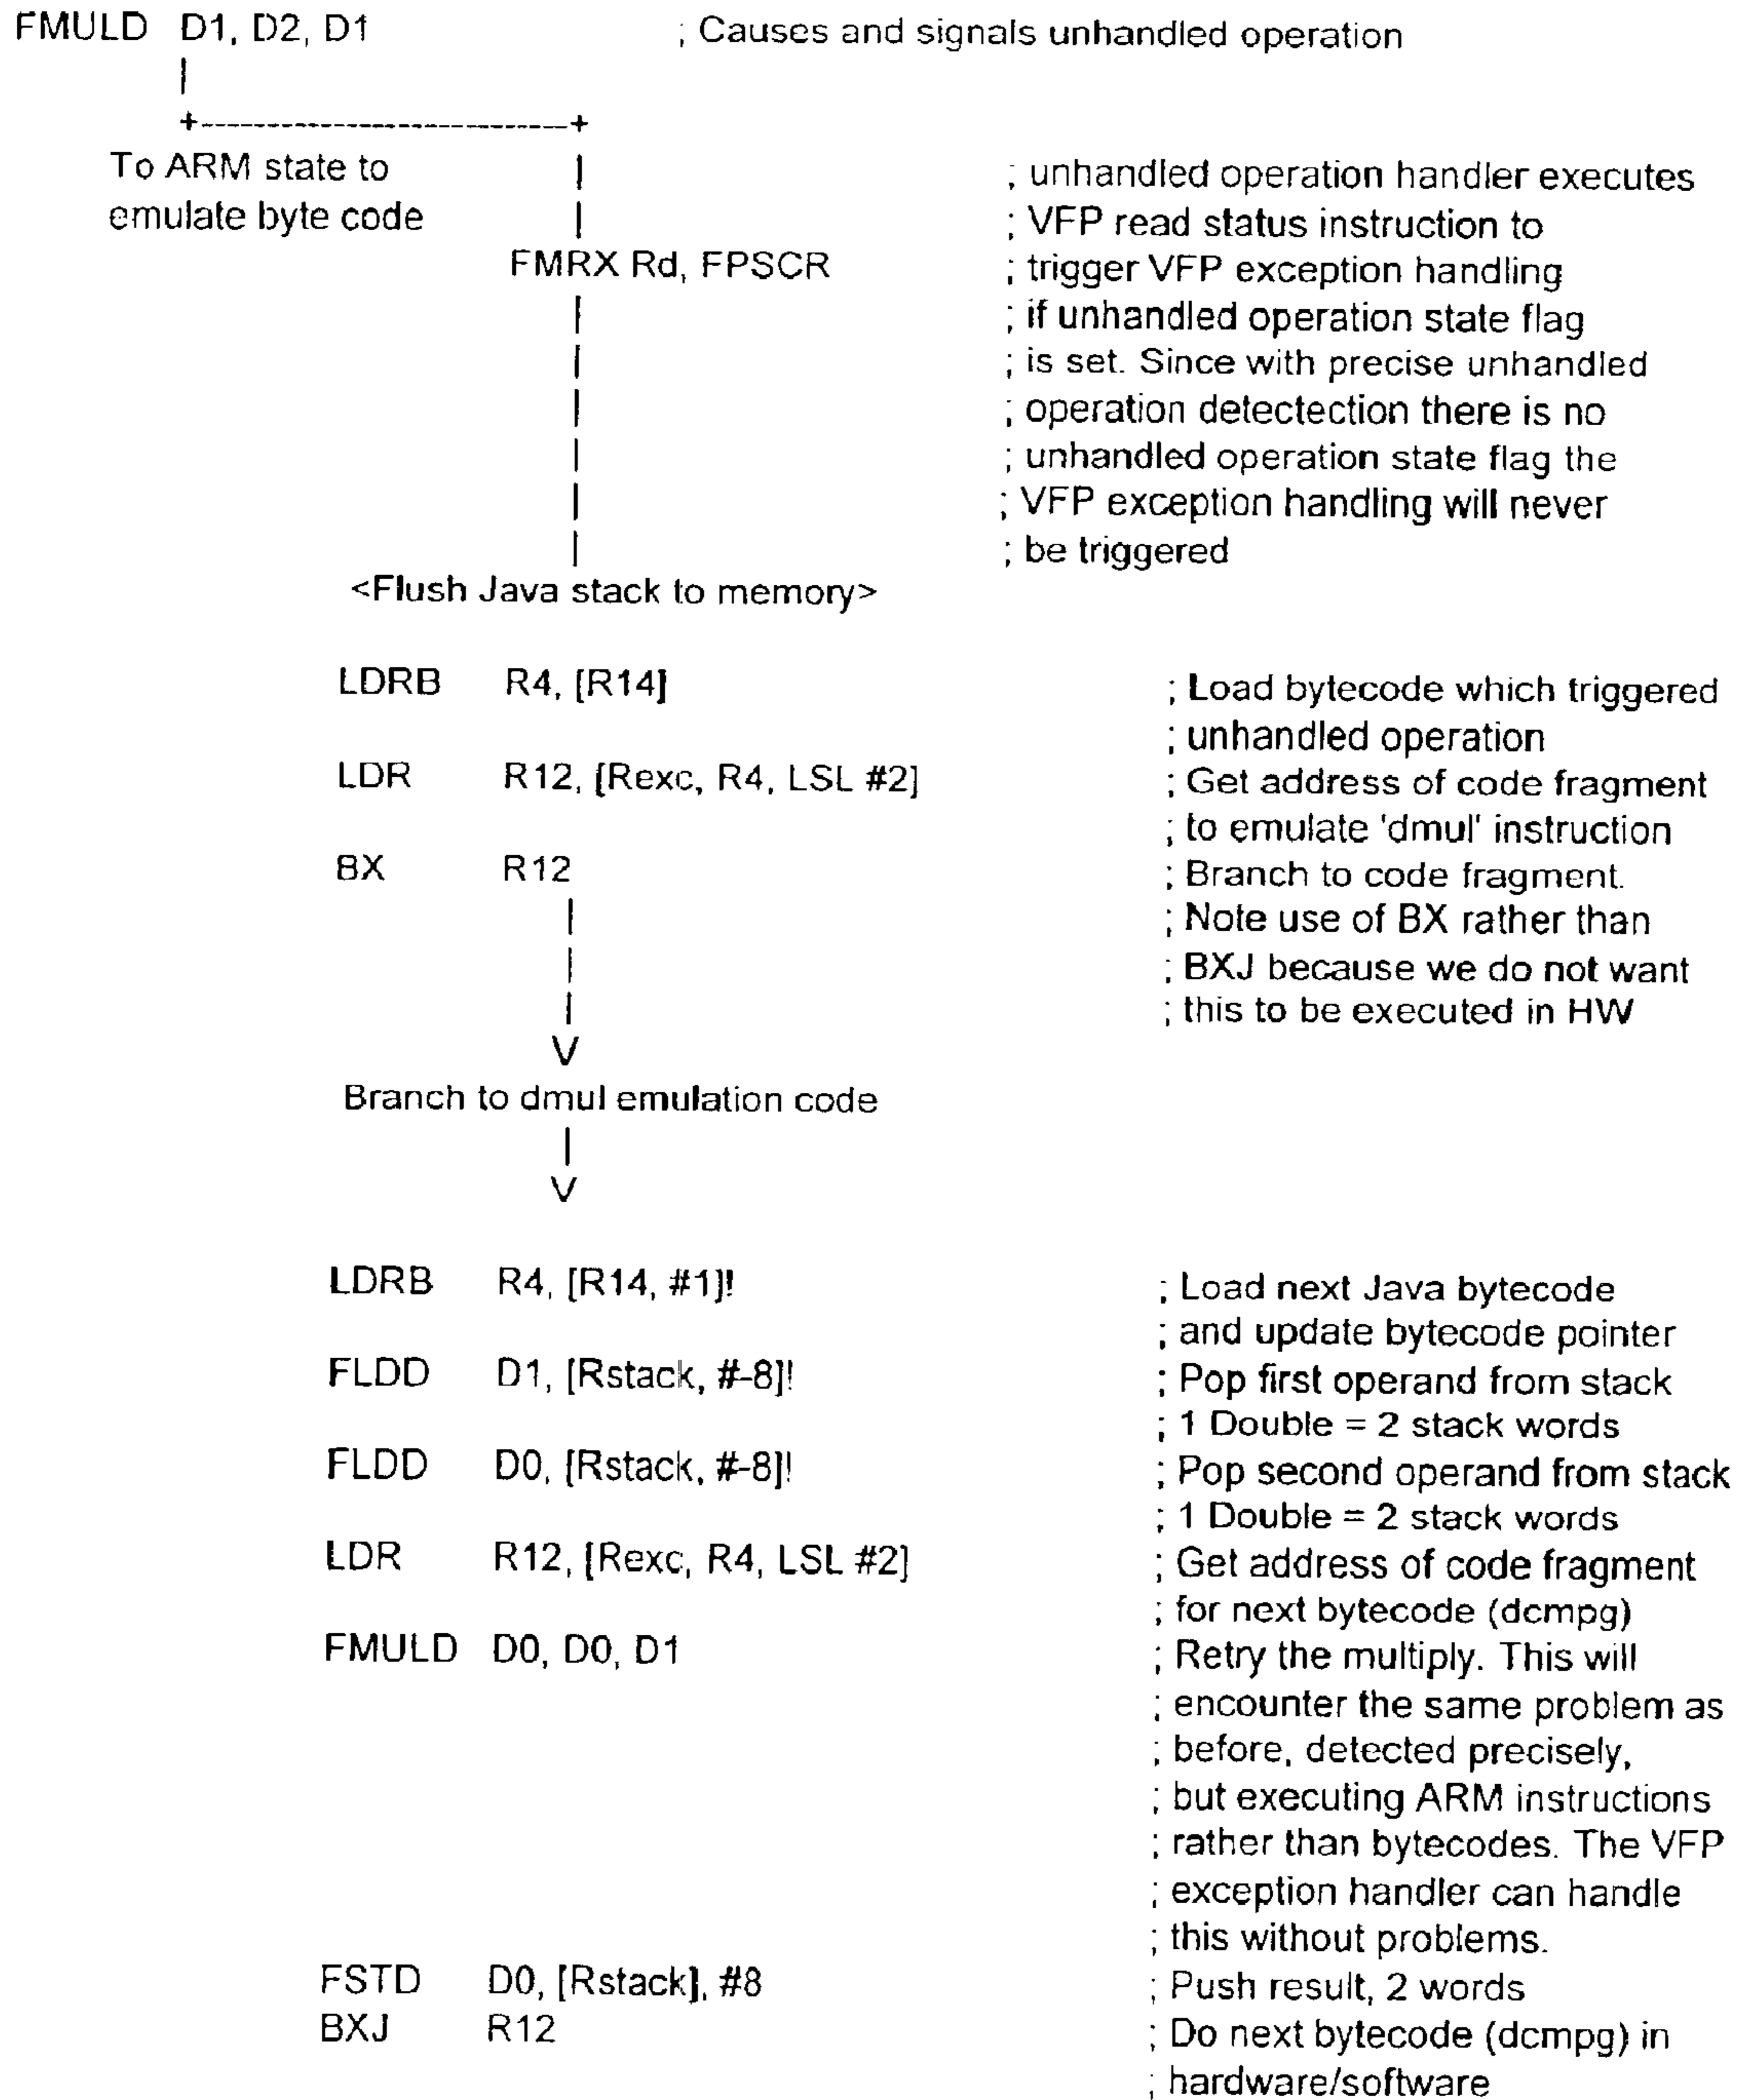 FMULD D1, D2, D1 ; Causes and signals unhandled operation
|
+----------------------------+
To ARM state to | ; unhandled operation handler executes
emulate byte code | ; VFP read status instruction to
FMRX Rd, FPSCR ; trigger VFP exception handling
| ; if unhandled operation state flag
| ; is set. Since with precise unhandled
| ; operation detectection there is no
| ; unhandled operation state flag the
| ; VFP exception handling will never
| ; be triggered
<Flush Java stack to memory>
LDRB R4, [R14] ; Load bytecode which triggered
; unhandled operation
LDR R12, [Rexc, R4, LSL #2] ; Get address of code fragment
; to emulate 'dmul' instruction
BX R12 ; Branch to code fragment.
| ; Note use of BX rather than
| ; BXJ because we do not want
| ; this to be executed in HW
V
Branch to dmul emulation code
|
V
LDRB R4, [R14, #1]! ; Load next Java bytecode
; and update bytecode pointer
FLDD D1, [Rstack, #-8]! ; Pop first operand from stack
; 1 Double = 2 stack words
FLDD D0, [Rstack, #-8]! ; Pop second operand from stack
; 1 Double = 2 stack words
LDR R12, [Rexc, R4, LSL #2] ; Get address of code fragment
; for next bytecode (dcmpg)
FMULD D0, D0, D1 ; Retry the multiply. This will
; encounter the same problem as
; before, detected precisely,
; but executing ARM instructions
; rather than bytecodes. The VFP
; exception handler can handle
; this without problems.
FSTD D0, [Rstack], #8 ; Push result, 2 words
BXJ R12 ; Do next bytecode (dcmpg) in
; hardware/software